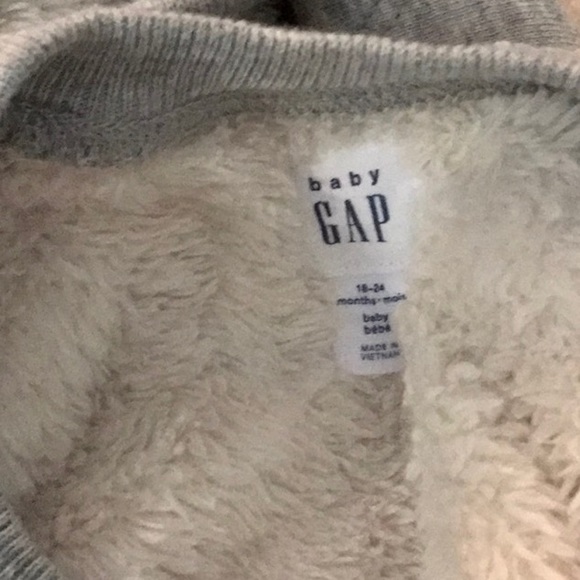 baby
GAP
18-24
months·mois
baby
bébé
MADE IN
VIETNAM